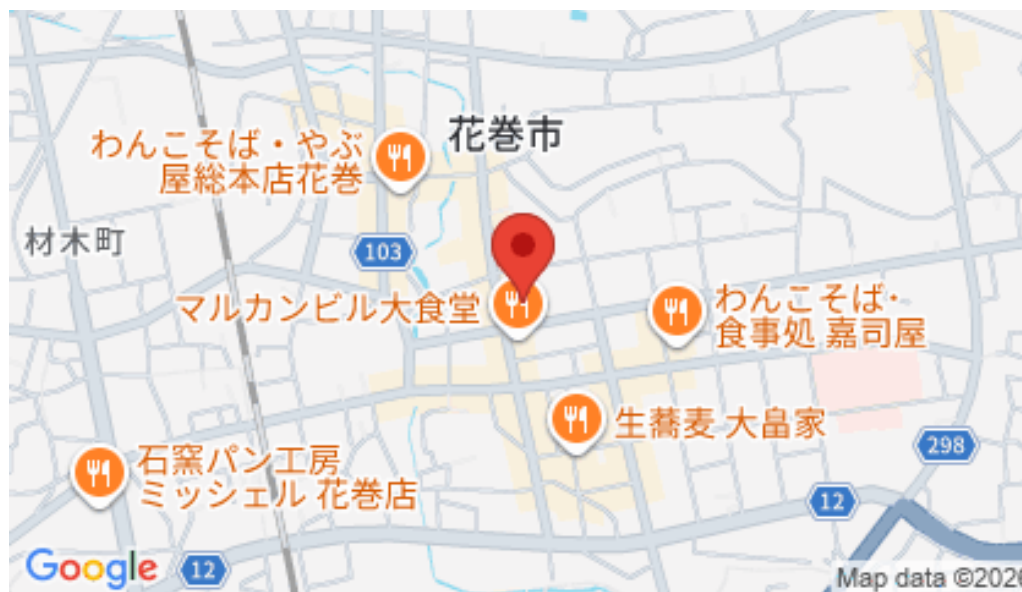 花巻市
わんこそば・やぶ
屋総本店花巻
材木町
103
マルカンビル大食堂
わんこそば・
食事処 嘉司屋
生蕎麦 大畠家
298
石窯パン工房
ミッシェル 花巻店
12
Google
12
Map data ©2026